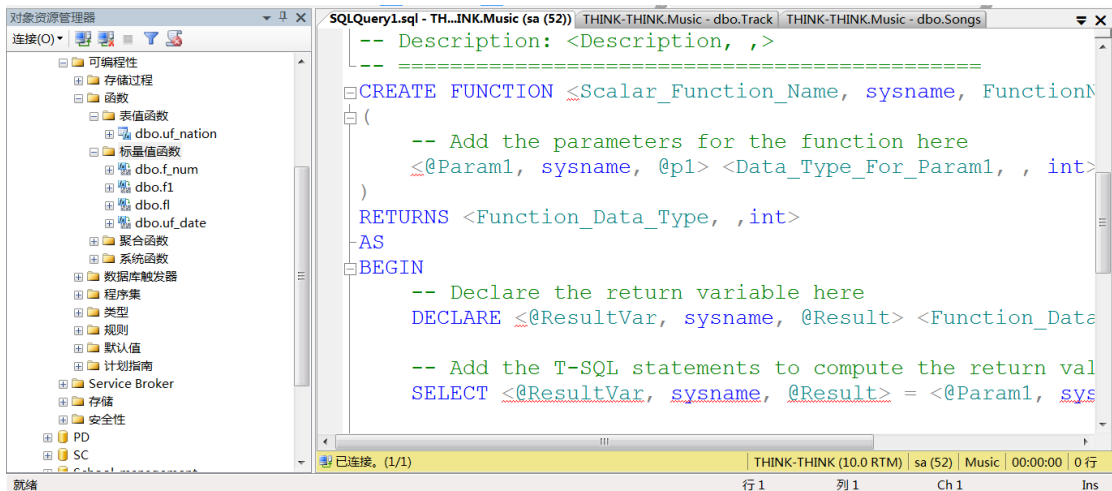 对象资源管理器
连接(O)
可编程性
存储过程
函数
表值函数
dbo.uf_nation
标量值函数
dbo.f_num
dbo.f1
dbo.fl
dbo.uf_date
聚合函数
系统函数
数据库触发器
程序集
类型
规则
默认值
计划指南
Service Broker
存储
安全性
PD
SC
SQLQuery1.sql - TH...INK.Music (sa (52)) THINK-THINK.Music - dbo.Track THINK-THINK.Music - dbo.Songs
-- Description: <Description, ,>
-- =============================================
CREATE FUNCTION <Scalar_Function_Name, sysname, FunctionN
(
-- Add the parameters for the function here
<@Param1, sysname, @p1> <Data_Type_For_Param1, , int>
)
RETURNS <Function_Data_Type, ,int>
AS
BEGIN
-- Declare the return variable here
DECLARE <@ResultVar, sysname, @Result> <Function_Data
-- Add the T-SQL statements to compute the return val
SELECT <@ResultVar, sysname, @Result> = <@Param1, sys
已连接。(1/1) THINK-THINK (10.0 RTM) sa (52) Music 00:00:00 0 行
就绪 行 1 列 1 Ch 1 Ins